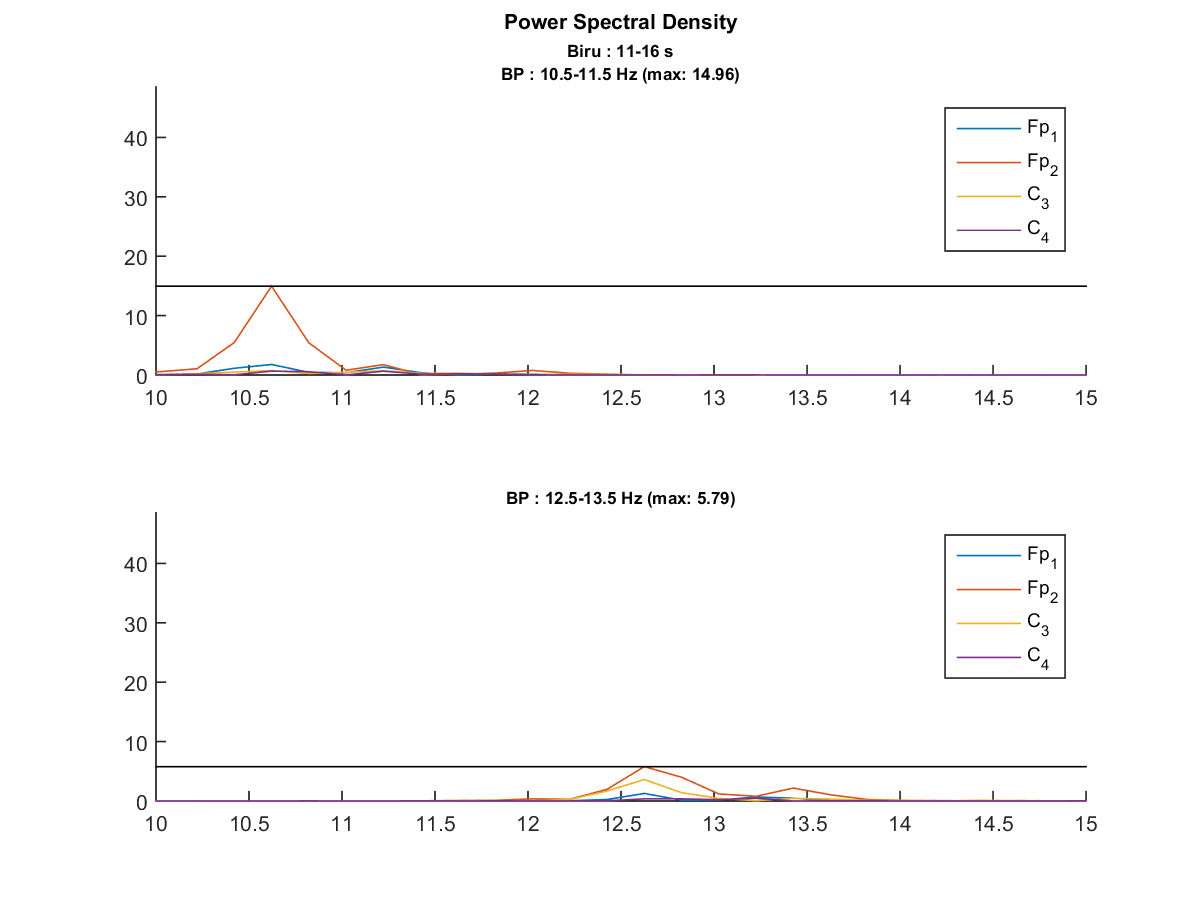 Power Spectral Density
Biru : 11-16 s
BP : 10.5-11.5 Hz (max: 14.96)
Fp1
Fp2
C3
C4
40
30
20
10
0
10 10.5 11 11.5 12 12.5 13 13.5 14 14.5 15
BP : 12.5-13.5 Hz (max: 5.79)
Fp1
Fp2
C3
C4
40
30
20
10
0
10 10.5 11 11.5 12 12.5 13 13.5 14 14.5 15